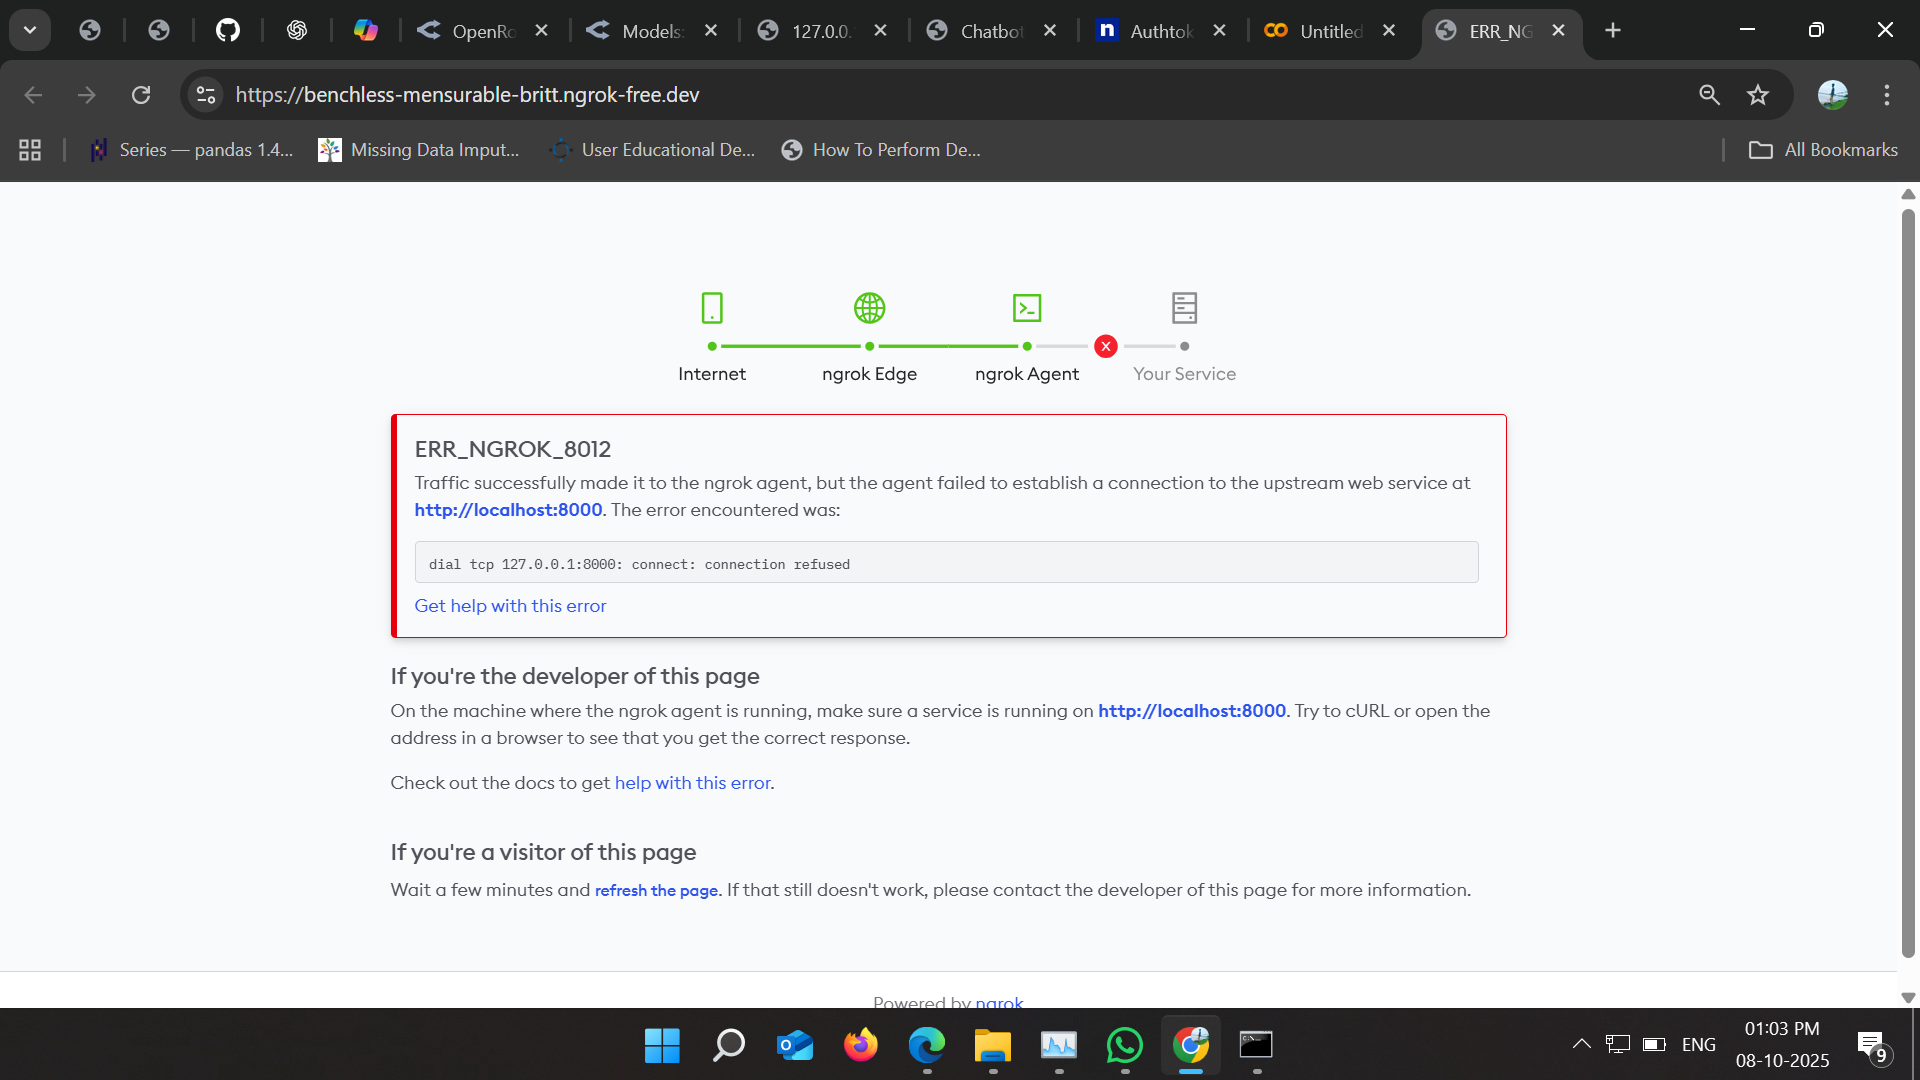 OpenRo
Models:
127.0.0.
Chatbot
Authtok
Untitled
ERR_NG
https://benchless-mensurable-britt.ngrok-free.dev
Series — pandas 1.4...
Missing Data Imput...
User Educational De...
How To Perform De...
All Bookmarks
Internet
ngrok Edge
ngrok Agent
Your Service
ERR_NGROK_8012
Traffic successfully made it to the ngrok agent, but the agent failed to establish a connection to the upstream web service at
http://localhost:8000. The error encountered was:
dial tcp 127.0.0.1:8000: connect: connection refused
Get help with this error
If you're the developer of this page
On the machine where the ngrok agent is running, make sure a service is running on http://localhost:8000. Try to cURL or open the
address in a browser to see that you get the correct response.
Check out the docs to get help with this error.
If you're a visitor of this page
Wait a few minutes and refresh the page. If that still doesn't work, please contact the developer of this page for more information.
Powered by ngrok
ENG
01:03 PM
08-10-2025
9